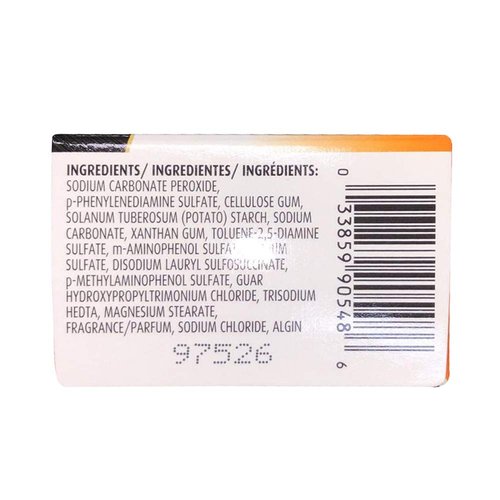 INGREDIENTS/ INGREDIENTES/ INGRÉDIENTS:
SODIUM CARBONATE PEROXIDE,
p-PHENYLENEDIAMINE SULFATE, CELLULOSE GUM,
SOLANUM TUBEROSUM (POTATO) STARCH, SODIUM
CARBONATE, XANTHAN GUM, TOLUENE-2,5-DIAMINE
SULFATE, m-AMINOPHENOL
SULFATE, DISODIUM LAURYL SULFOSUCCINATE,
p-METHYLAMINOPHENOL SULFATE, GUAR
HYDROXYPROPYLTRIMONIUM CHLORIDE, TRISODIUM
HEDTA, MAGNESIUM STEARATE,
FRAGRANCE/PARFUM, SODIUM CHLORIDE, ALGIN
97526
0 33859 90548 6